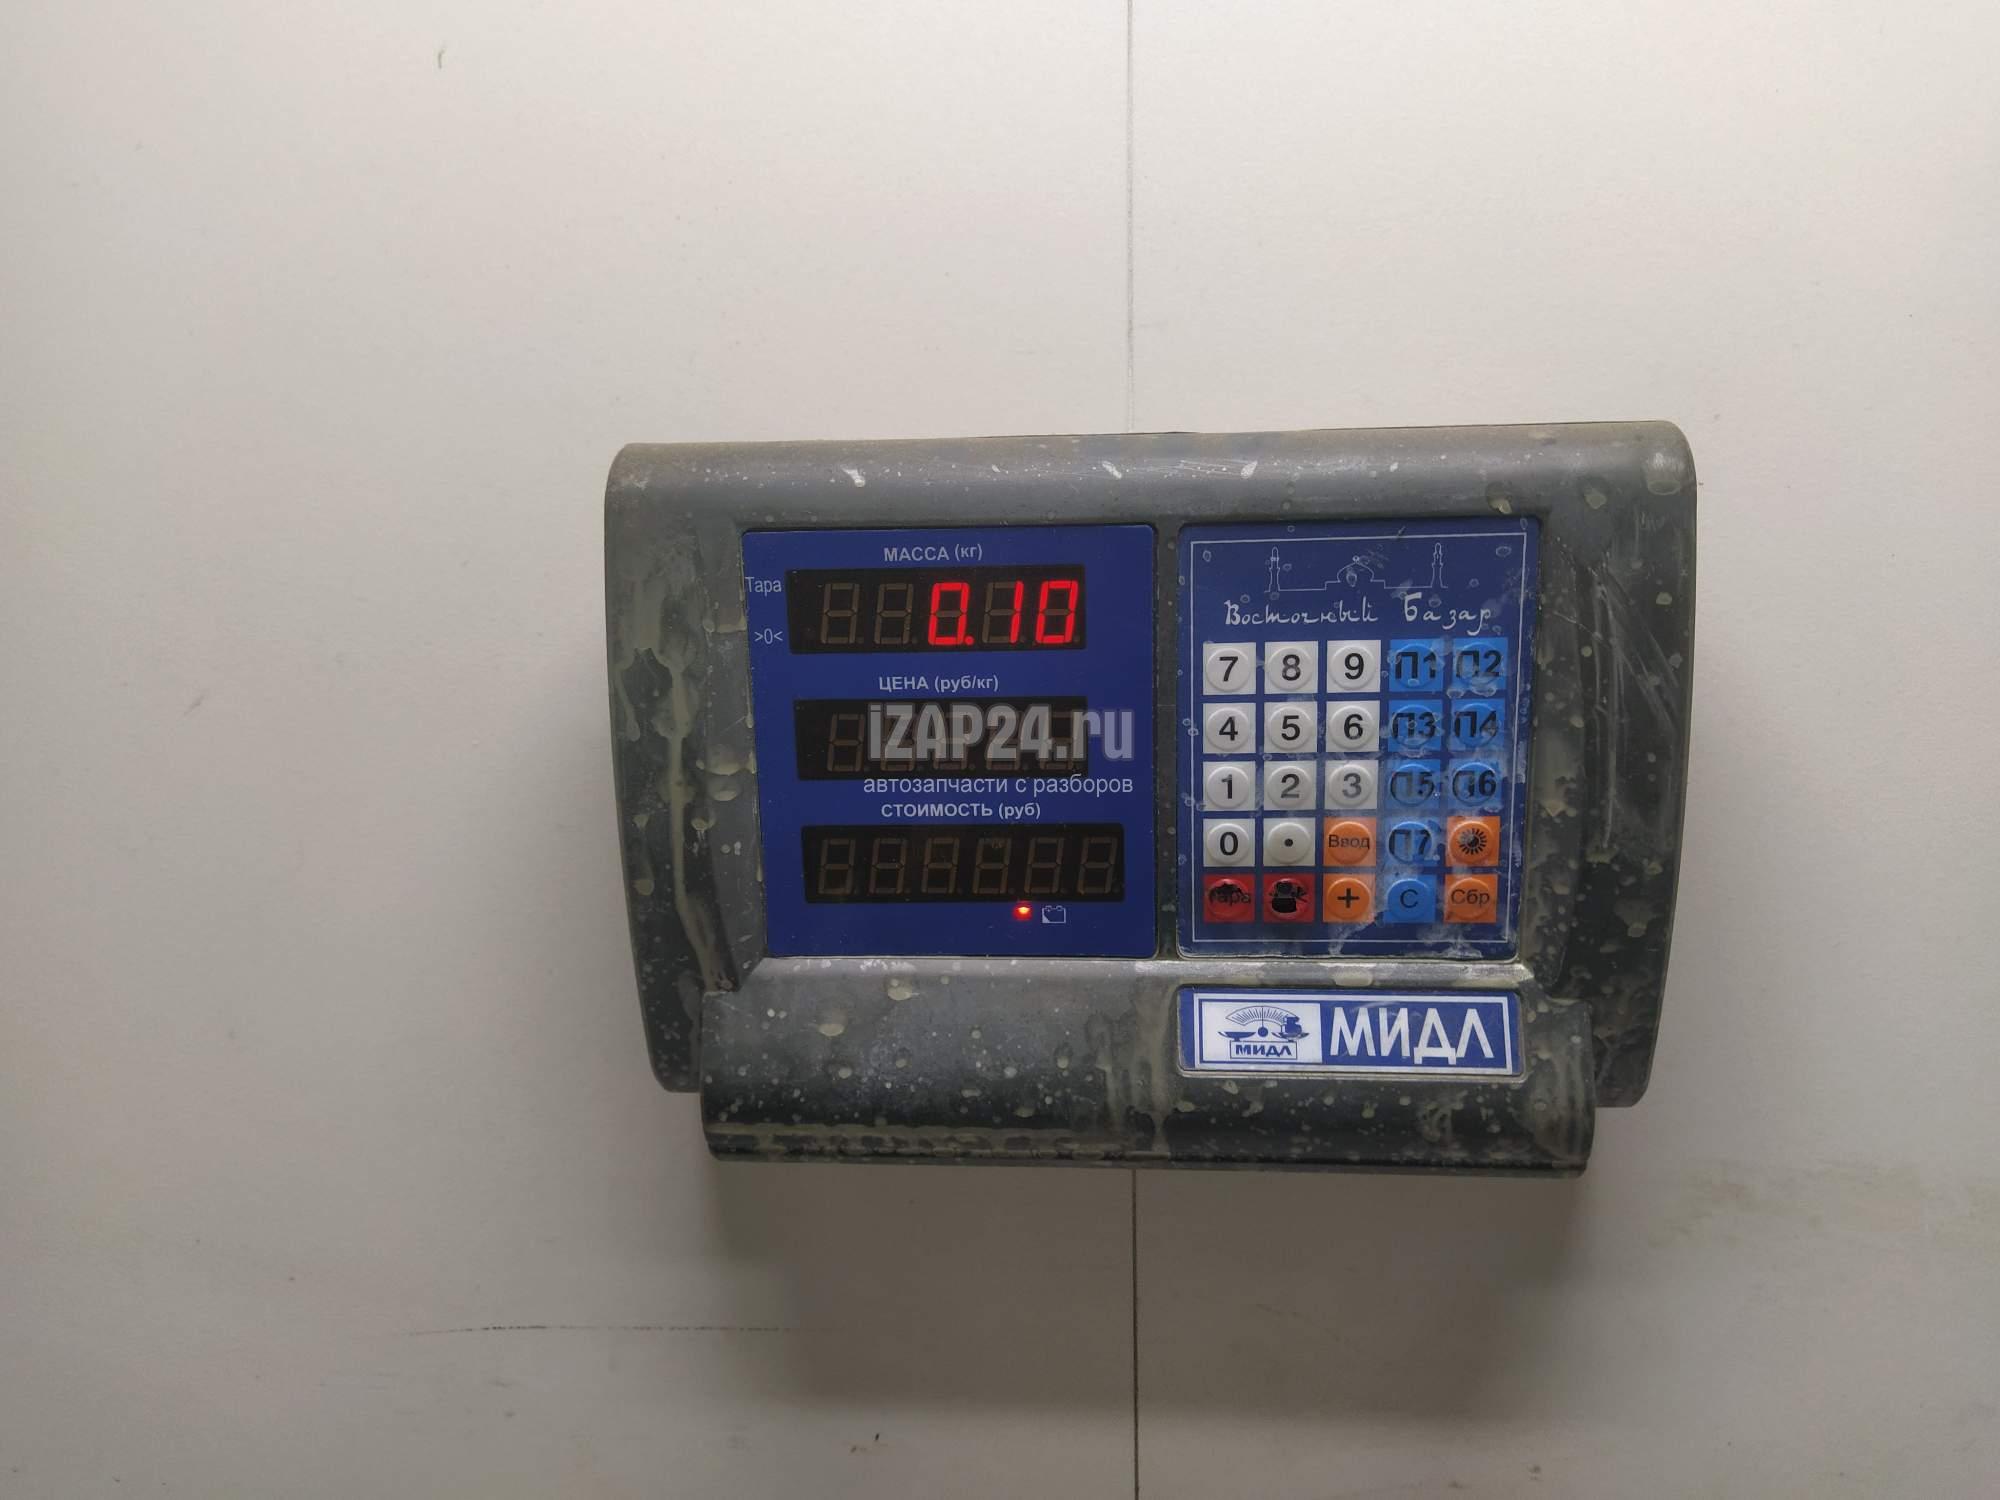 МАССА (кг)
Тара
0.10
>0<
ЦЕНА (руб/кг)
iZAP24.ru
автозапчасти с разборов
СТОИМОСТЬ (руб)
Восточный Базар
7 8 9 П1 П2
4 5 6 П3 П4
1 2 3 П5 П6
0 . Ввод П7
Тара + С Сбр
МИДЛ МИДЛ